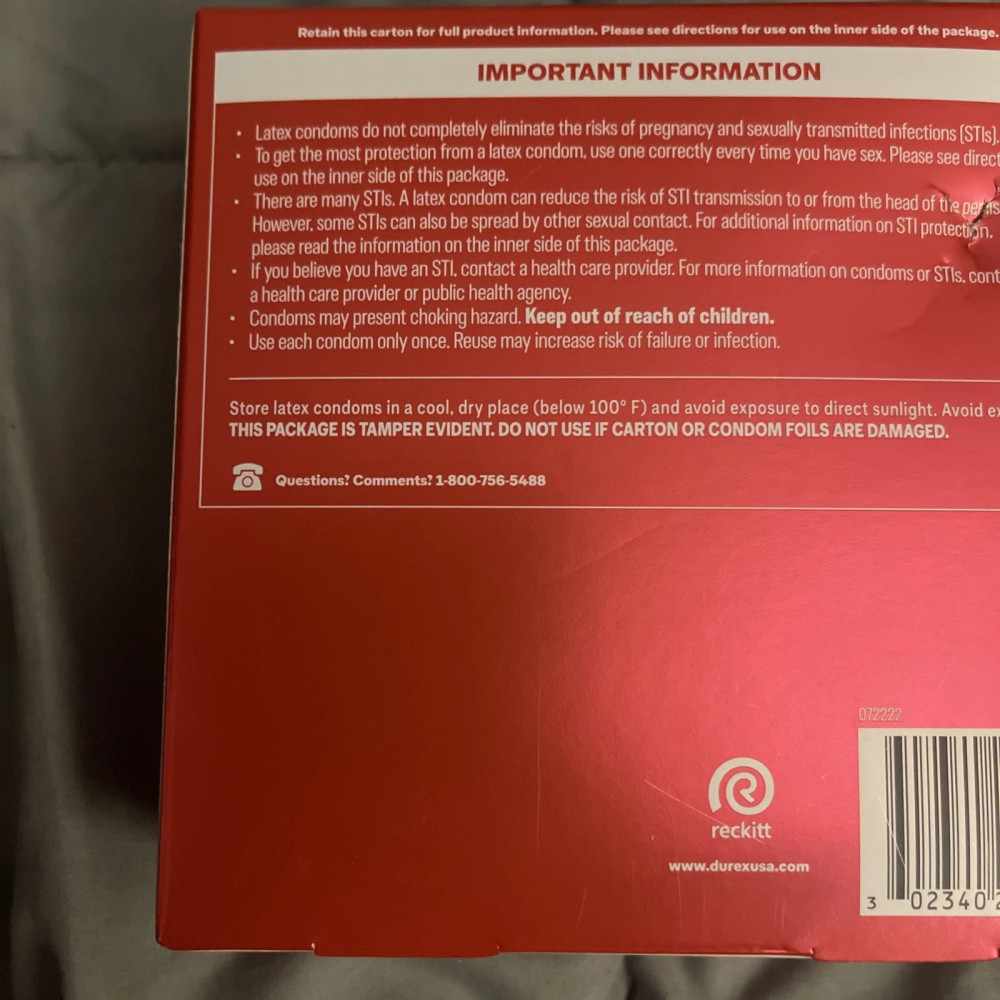 Retain this carton for full product information. Please see directions for use on the inner side of the package.
IMPORTANT INFORMATION
• Latex condoms do not completely eliminate the risks of pregnancy and sexually transmitted infections (STIs).
• To get the most protection from a latex condom, use one correctly every time you have sex. Please see direct
use on the inner side of this package.
• There are many STIs. A latex condom can reduce the risk of STI transmission to or from the head of the penis
However, some STIs can also be spread by other sexual contact. For additional information on STI protection.
please read the information on the inner side of this package.
• If you believe you have an STI, contact a health care provider. For more information on condoms or STIs, cont
a health care provider or public health agency.
• Condoms may present choking hazard. Keep out of reach of children.
• Use each condom only once. Reuse may increase risk of failure or infection.
Store latex condoms in a cool, dry place (below 100° F) and avoid exposure to direct sunlight. Avoid ex
THIS PACKAGE IS TAMPER EVIDENT. DO NOT USE IF CARTON OR CONDOM FOILS ARE DAMAGED.
Questions? Comments? 1-800-756-5488
072222
reckitt
www.durexusa.com
3 02340